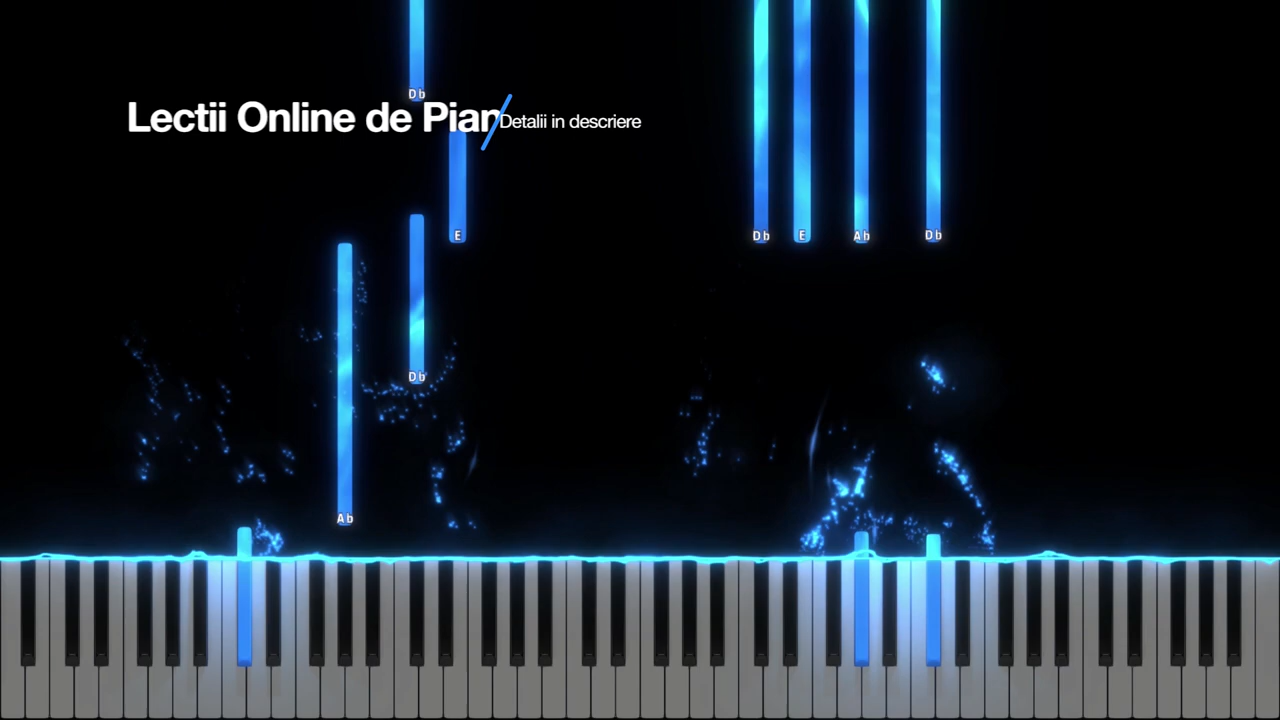 Db
Lectii Online de Pian
Detalii in descriere
E
Db E Ab Db
Db
Ab